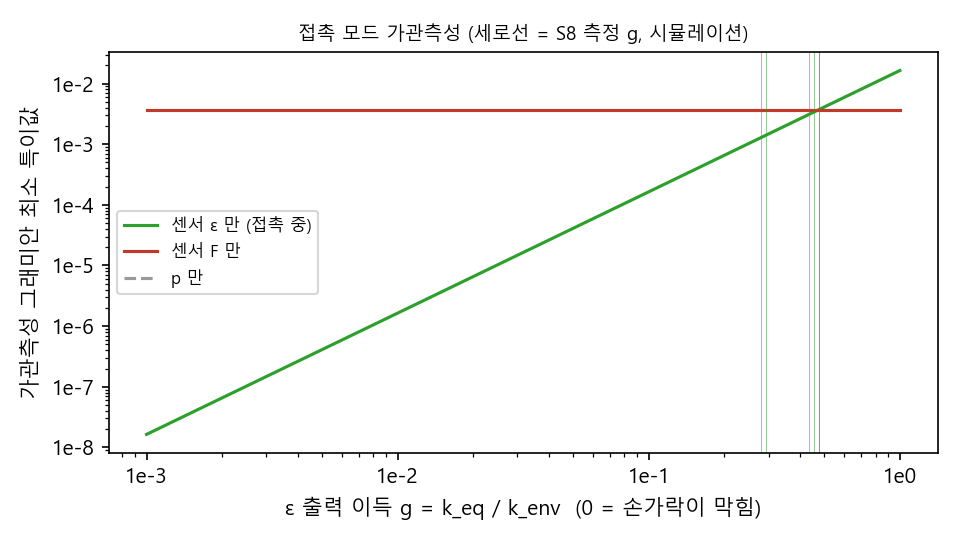 접촉 모드 가관측성 (세로선 = S8 측정 g, 시뮬레이션)
가관측성 그래미안 최소 특이값
1e-2
1e-3
1e-4
1e-5
1e-6
1e-7
1e-8
센서 ε 만 (접촉 중)
센서 F 만
p 만
1e-3
1e-2
1e-1
1e0
ε 출력 이득 g = k_eq / k_env (0 = 손가락이 막힘)